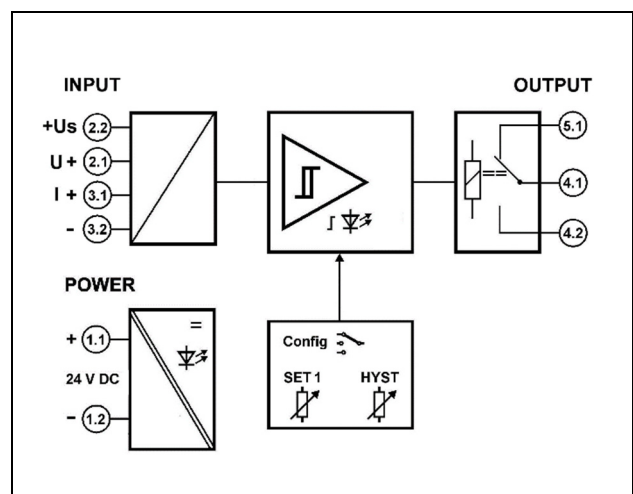 INPUT
OUTPUT
+Us 2.2
U + 2.1
I + 3.1
- 3.2
5.1
4.1
4.2
POWER
+ 1.1
24 V DC
- 1.2
=
Config
SET 1 HYST